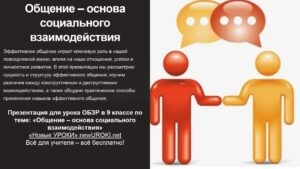 Общение – основа
социального
взаимодействия
Эффективное общение играет ключевую роль в нашей
повседневной жизни, влияя на наши отношения, успехи и
личностное развитие. В этой презентации мы рассмотрим
сущность и структуру эффективного общения, изучим
различия между конструктивным и деструктивным
взаимодействием, а также обсудим практические способы
применения навыков эффективного общения.
Презентация для урока ОБЗР в 9 классе по
теме: «Общение – основа социального
взаимодействия»
«Новые УРОКИ» newUROKI.net
Всё для учителя – всё бесплатно!